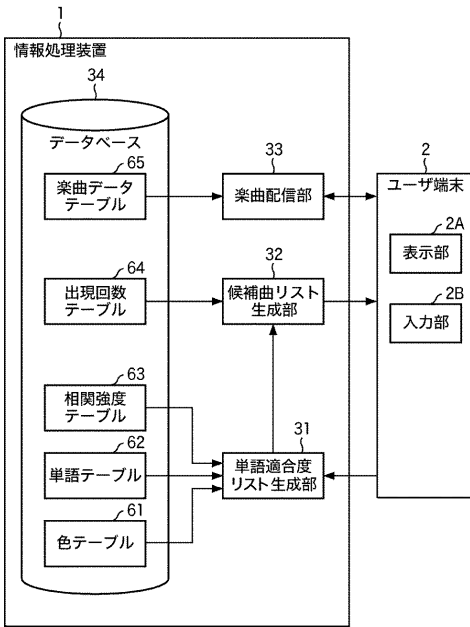 1
情報処理装置
34
データベース
65
楽曲データ
テーブル
33
楽曲配信部
2
ユーザ端末
2A
表示部
2B
入力部
64
出現回数
テーブル
32
候補曲リスト
生成部
63
相関強度
テーブル
62
単語テーブル
31
単語適合度
リスト生成部
61
色テーブル